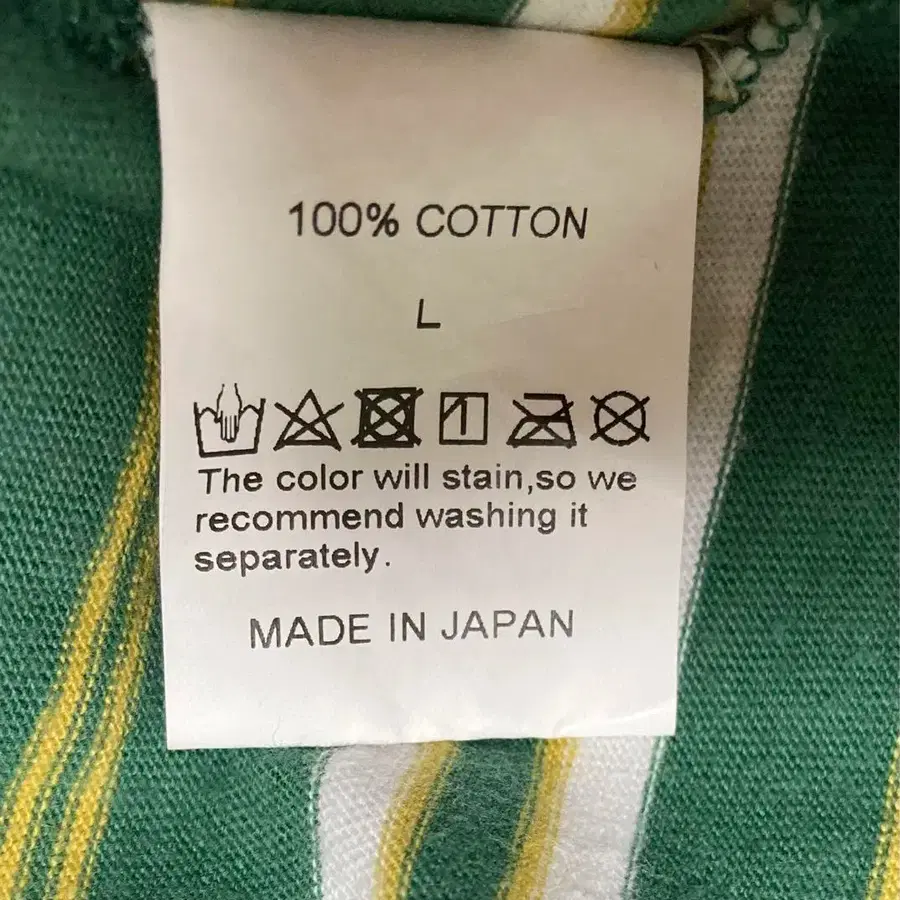 100% COTTON
L
The color will stain,so we
recommend washing it
separately.
MADE IN JAPAN